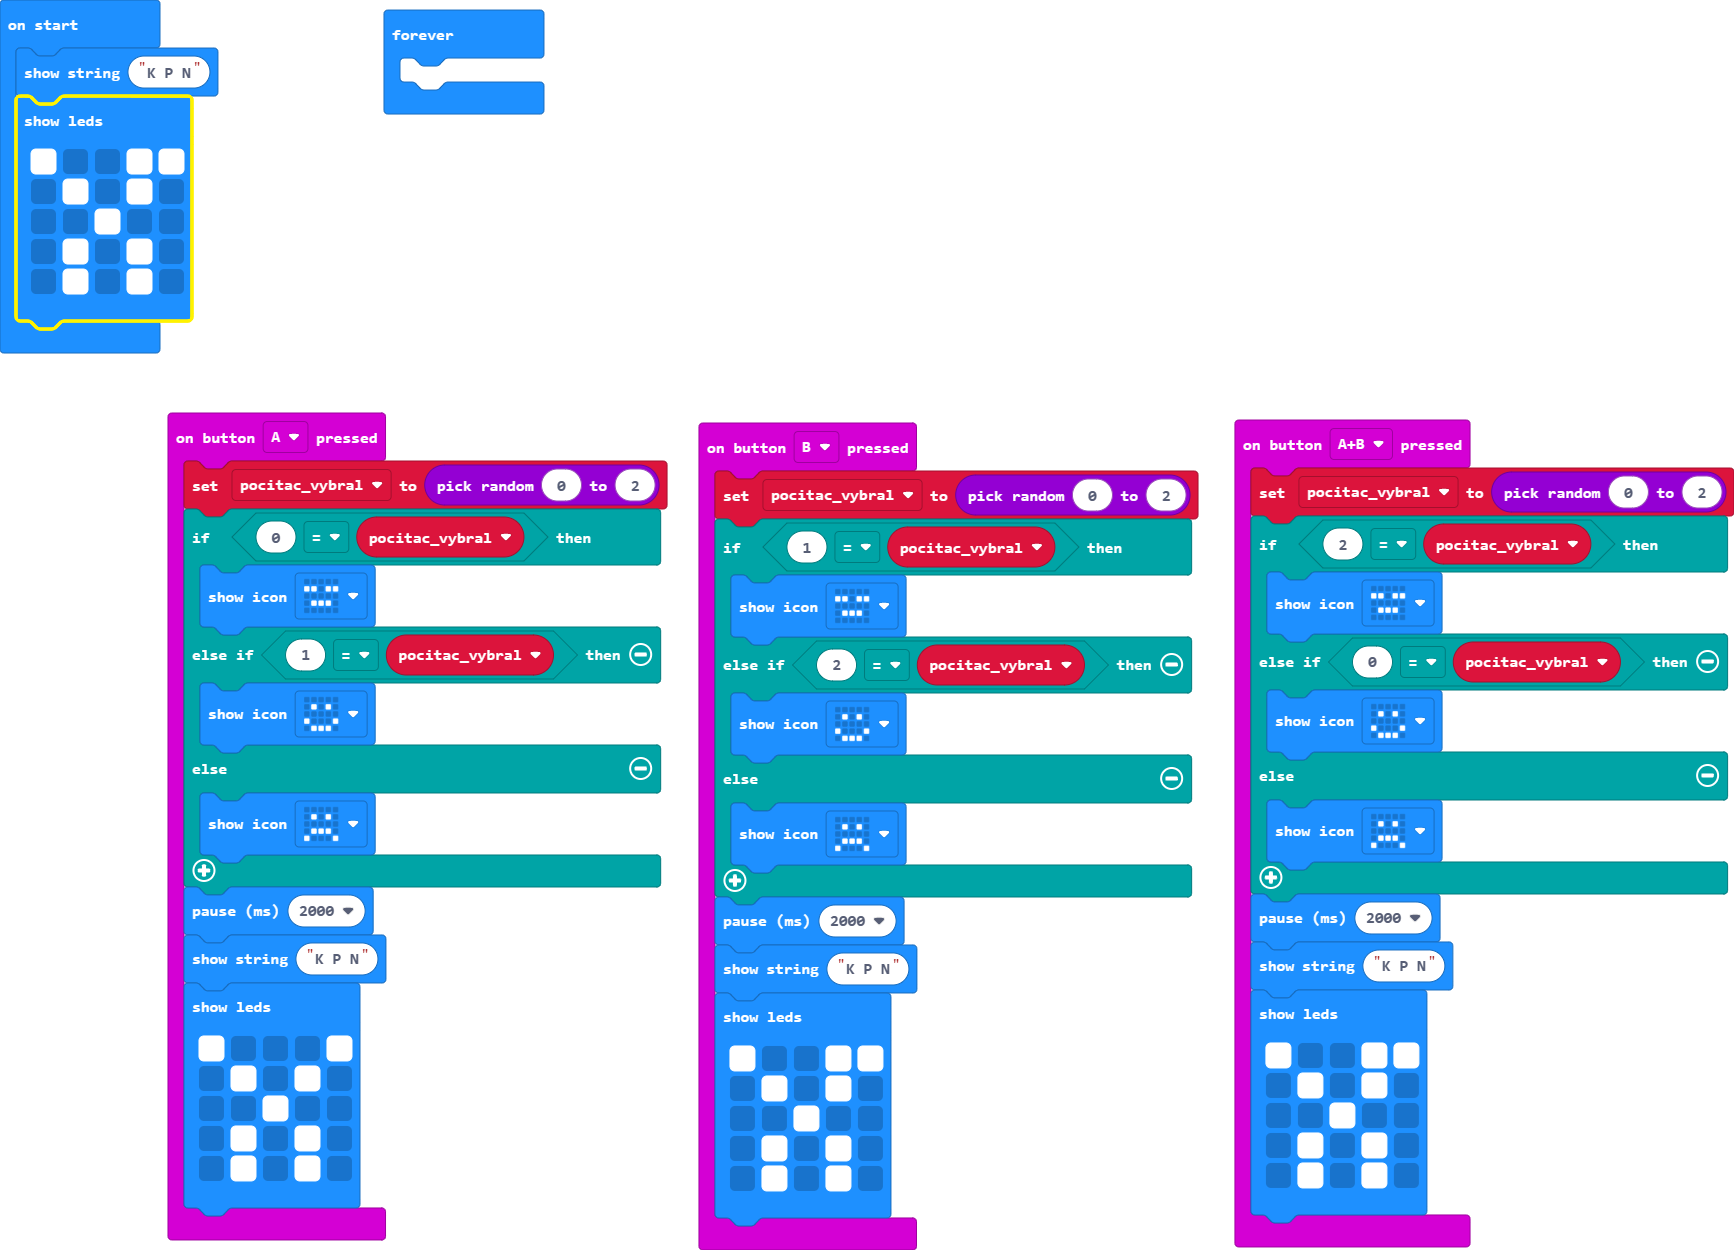 on start
show string "K P N"
show leds
forever
on button A pressed
set pocitac_vybral to pick random 0 to 2
if 0 = pocitac_vybral then
show icon
else if 1 = pocitac_vybral then
show icon
else
show icon
pause (ms) 2000
show string "K P N"
show leds
on button B pressed
set pocitac_vybral to pick random 0 to 2
if 1 = pocitac_vybral then
show icon
else if 2 = pocitac_vybral then
show icon
else
show icon
pause (ms) 2000
show string "K P N"
show leds
on button A+B pressed
set pocitac_vybral to pick random 0 to 2
if 2 = pocitac_vybral then
show icon
else if 0 = pocitac_vybral then
show icon
else
show icon
pause (ms) 2000
show string "K P N"
show leds